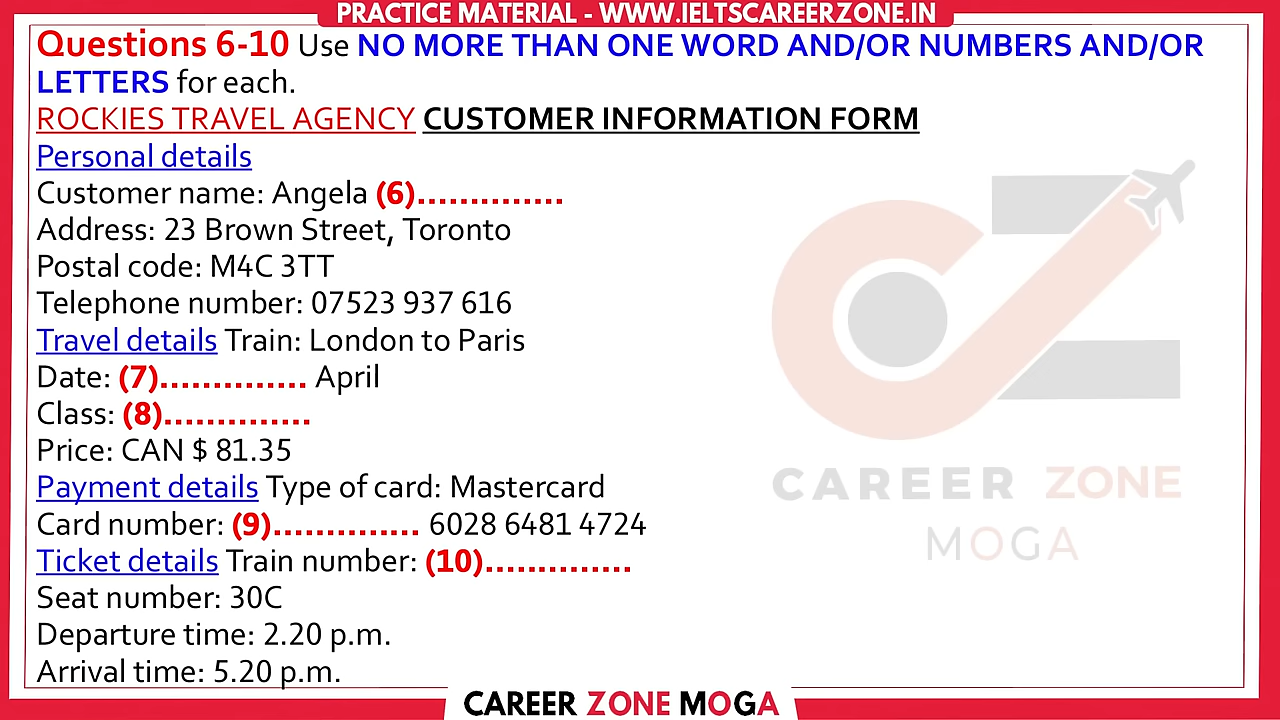 PRACTICE MATERIAL - WWW.IELTSCAREERZONE.IN
Questions 6-10 Use NO MORE THAN ONE WORD AND/OR NUMBERS AND/OR
LETTERS for each.
ROCKIES TRAVEL AGENCY CUSTOMER INFORMATION FORM
Personal details
Customer name: Angela (6)..............
Address: 23 Brown Street, Toronto
Postal code: M4C 3TT
Telephone number: 07523 937 616
Travel details Train: London to Paris
Date: (7).............. April
Class: (8)..............
Price: CAN $ 81.35
Payment details Type of card: Mastercard
Card number: (9).............. 6028 6481 4724
Ticket details Train number: (10)..............
Seat number: 30C
Departure time: 2.20 p.m.
Arrival time: 5.20 p.m.
CAREER ZONE
MOGA
CAREER ZONE MOGA